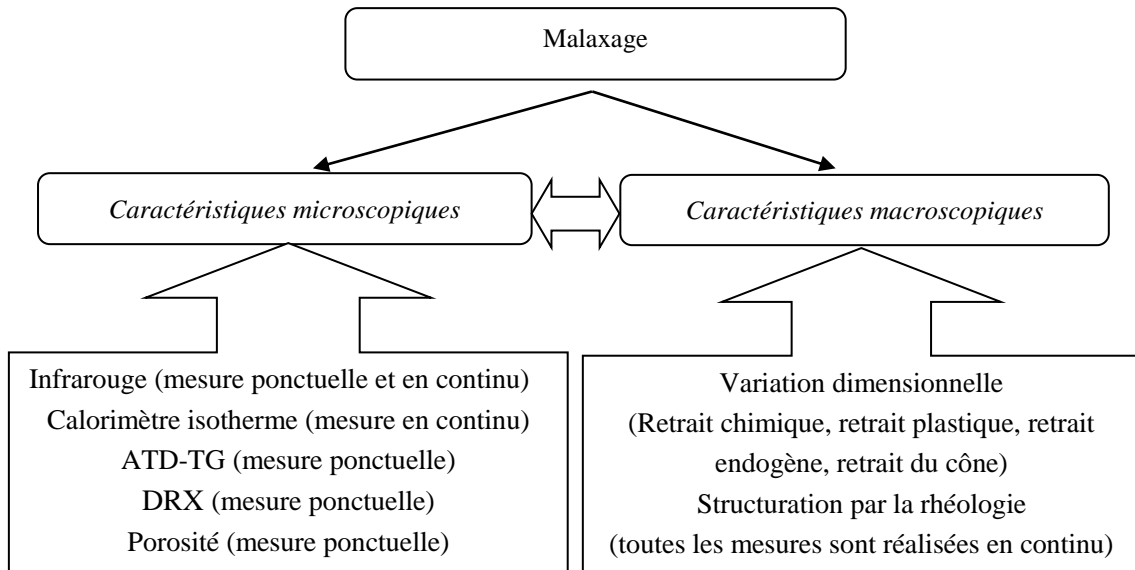 Malaxage
Caractéristiques microscopiques
Caractéristiques macroscopiques
Infrarouge (mesure ponctuelle et en continu)
Calorimètre isotherme (mesure en continu)
ATD-TG (mesure ponctuelle)
DRX (mesure ponctuelle)
Porosité (mesure ponctuelle)
Variation dimensionnelle
(Retrait chimique, retrait plastique, retrait
endogène, retrait du cône)
Structuration par la rhéologie
(toutes les mesures sont réalisées en continu)